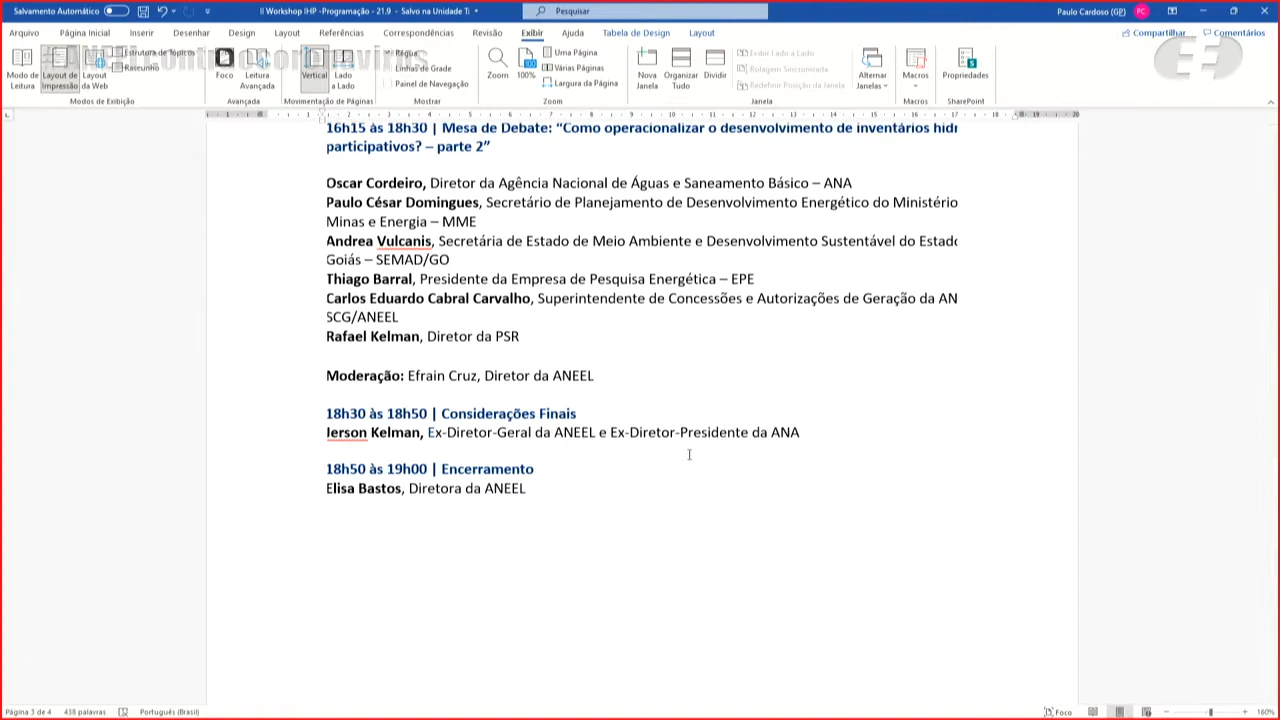 Salvamento Automático II Workshop IHP -Programação - 21.9 - Salvo na Unidade T: Pesquisar Paulo Cardoso (GP) PC
Arquivo Página Inicial Inserir Desenhar Design Layout Referências Correspondências Revisão Exibir Ajuda Tabela de Design Layout Compartilhar Comentários
Modo de Leitura
Layout de Impressão
Layout da Web
Estrutura de Tópicos
Rascunho
Modos de Exibição
Foco
Leitura Avançada
Avançada
Vertical
Lado a Lado
Movimentação de Páginas
Régua
Linhas de Grade
Painel de Navegação
Mostrar
Zoom
100%
Uma Página
Várias Páginas
Largura da Página
Zoom
Nova Janela
Organizar Tudo
Dividir
Exibir Lado a Lado
Rolagem Sincronizada
Redefinir Posição da Janela
Alternar Janelas
Janela
Macros
Macros
Propriedades
SharePoint
16h15 às 18h30 | Mesa de Debate: “Como operacionalizar o desenvolvimento de inventários hidr
participativos? – parte 2”
Oscar Cordeiro, Diretor da Agência Nacional de Águas e Saneamento Básico – ANA
Paulo César Domingues, Secretário de Planejamento de Desenvolvimento Energético do Ministério
Minas e Energia – MME
Andrea Vulcanis, Secretária de Estado de Meio Ambiente e Desenvolvimento Sustentável do Estado
Goiás – SEMAD/GO
Thiago Barral, Presidente da Empresa de Pesquisa Energética – EPE
Carlos Eduardo Cabral Carvalho, Superintendente de Concessões e Autorizações de Geração da AN
SCG/ANEEL
Rafael Kelman, Diretor da PSR
Moderação: Efrain Cruz, Diretor da ANEEL
18h30 às 18h50 | Considerações Finais
Ierson Kelman, Ex-Diretor-Geral da ANEEL e Ex-Diretor-Presidente da ANA
18h50 às 19h00 | Encerramento
Elisa Bastos, Diretora da ANEEL
Página 3 de 4 438 palavras Português (Brasil) Foco 160%